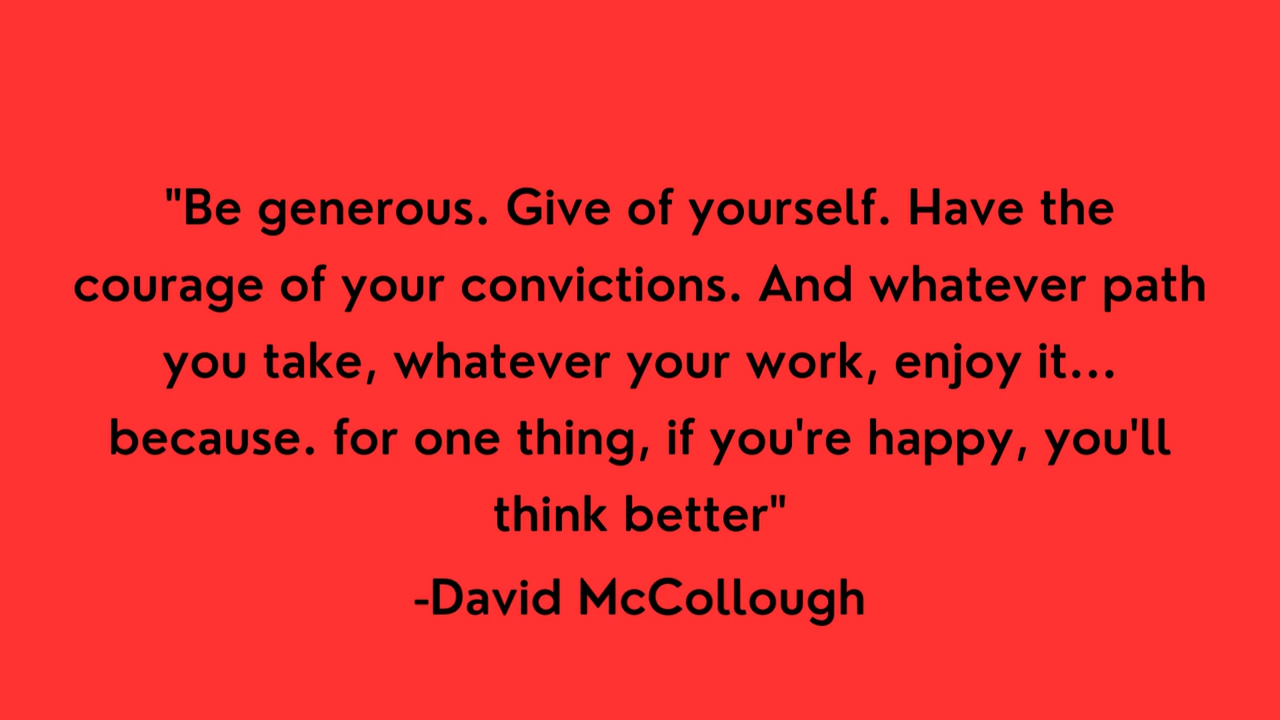 "Be generous. Give of yourself. Have the
courage of your convictions. And whatever path
you take, whatever your work, enjoy it...
because. for one thing, if you're happy, you'll
think better"
-David McCollough